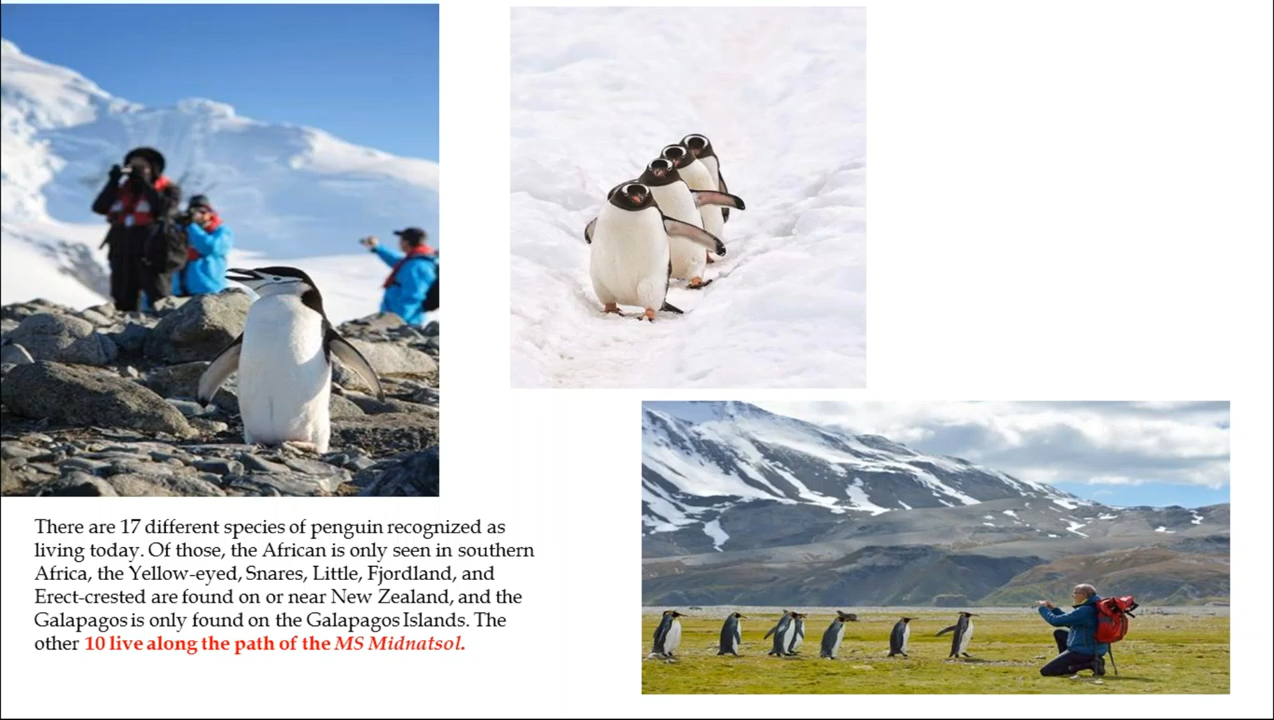 There are 17 different species of penguin recognized as
living today. Of those, the African is only seen in southern
Africa, the Yellow-eyed, Snares, Little, Fjordland, and
Erect-crested are found on or near New Zealand, and the
Galapagos is only found on the Galapagos Islands. The
other 10 live along the path of the MS Midnatsol.